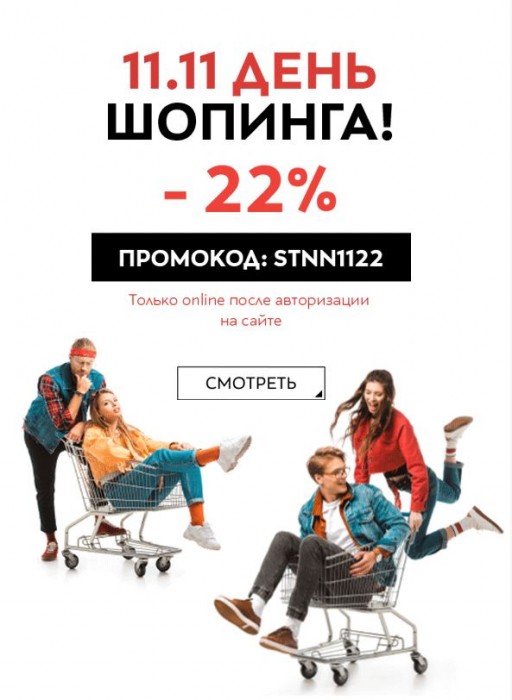 11.11 ДЕНЬ
ШОПИНГА!
- 22%
ПРОМОКОД: STNN1122
Только online после авторизации
на сайте
СМОТРЕТЬ